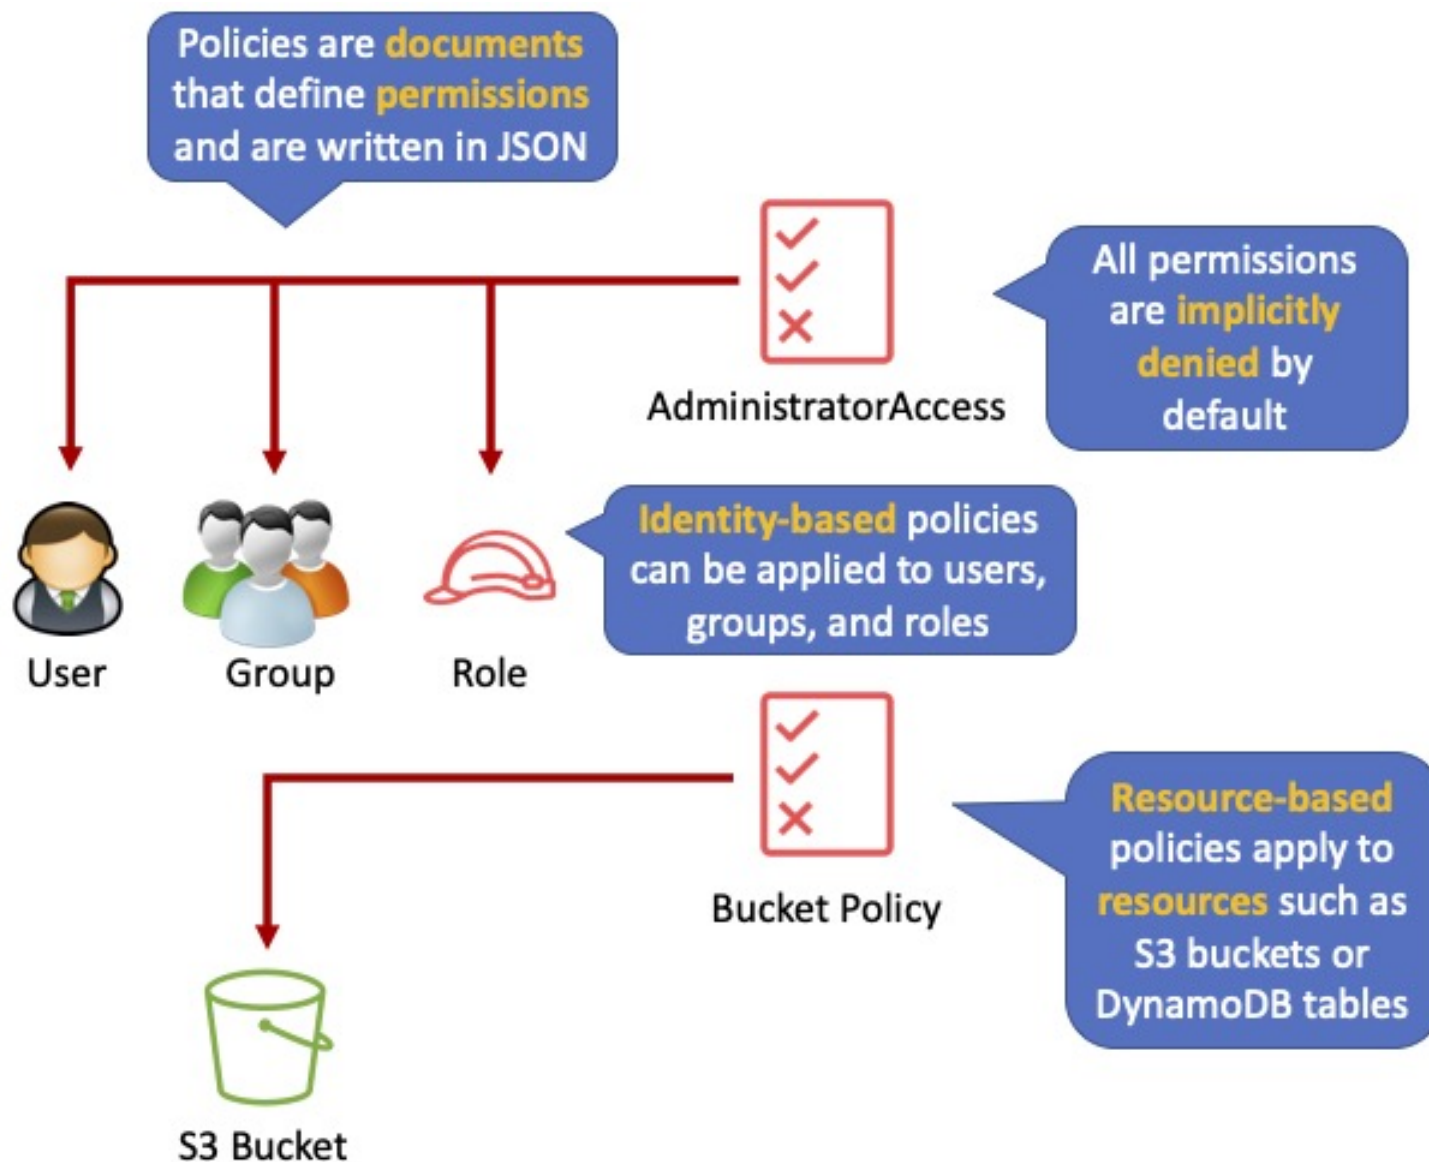 Policies are documents
that define permissions
and are written in JSON
All permissions
are implicitly
denied by
default
AdministratorAccess
Identity-based policies
can be applied to users,
groups, and roles
User
Group
Role
Resource-based
policies apply to
resources such as
S3 buckets or
DynamoDB tables
Bucket Policy
S3 Bucket